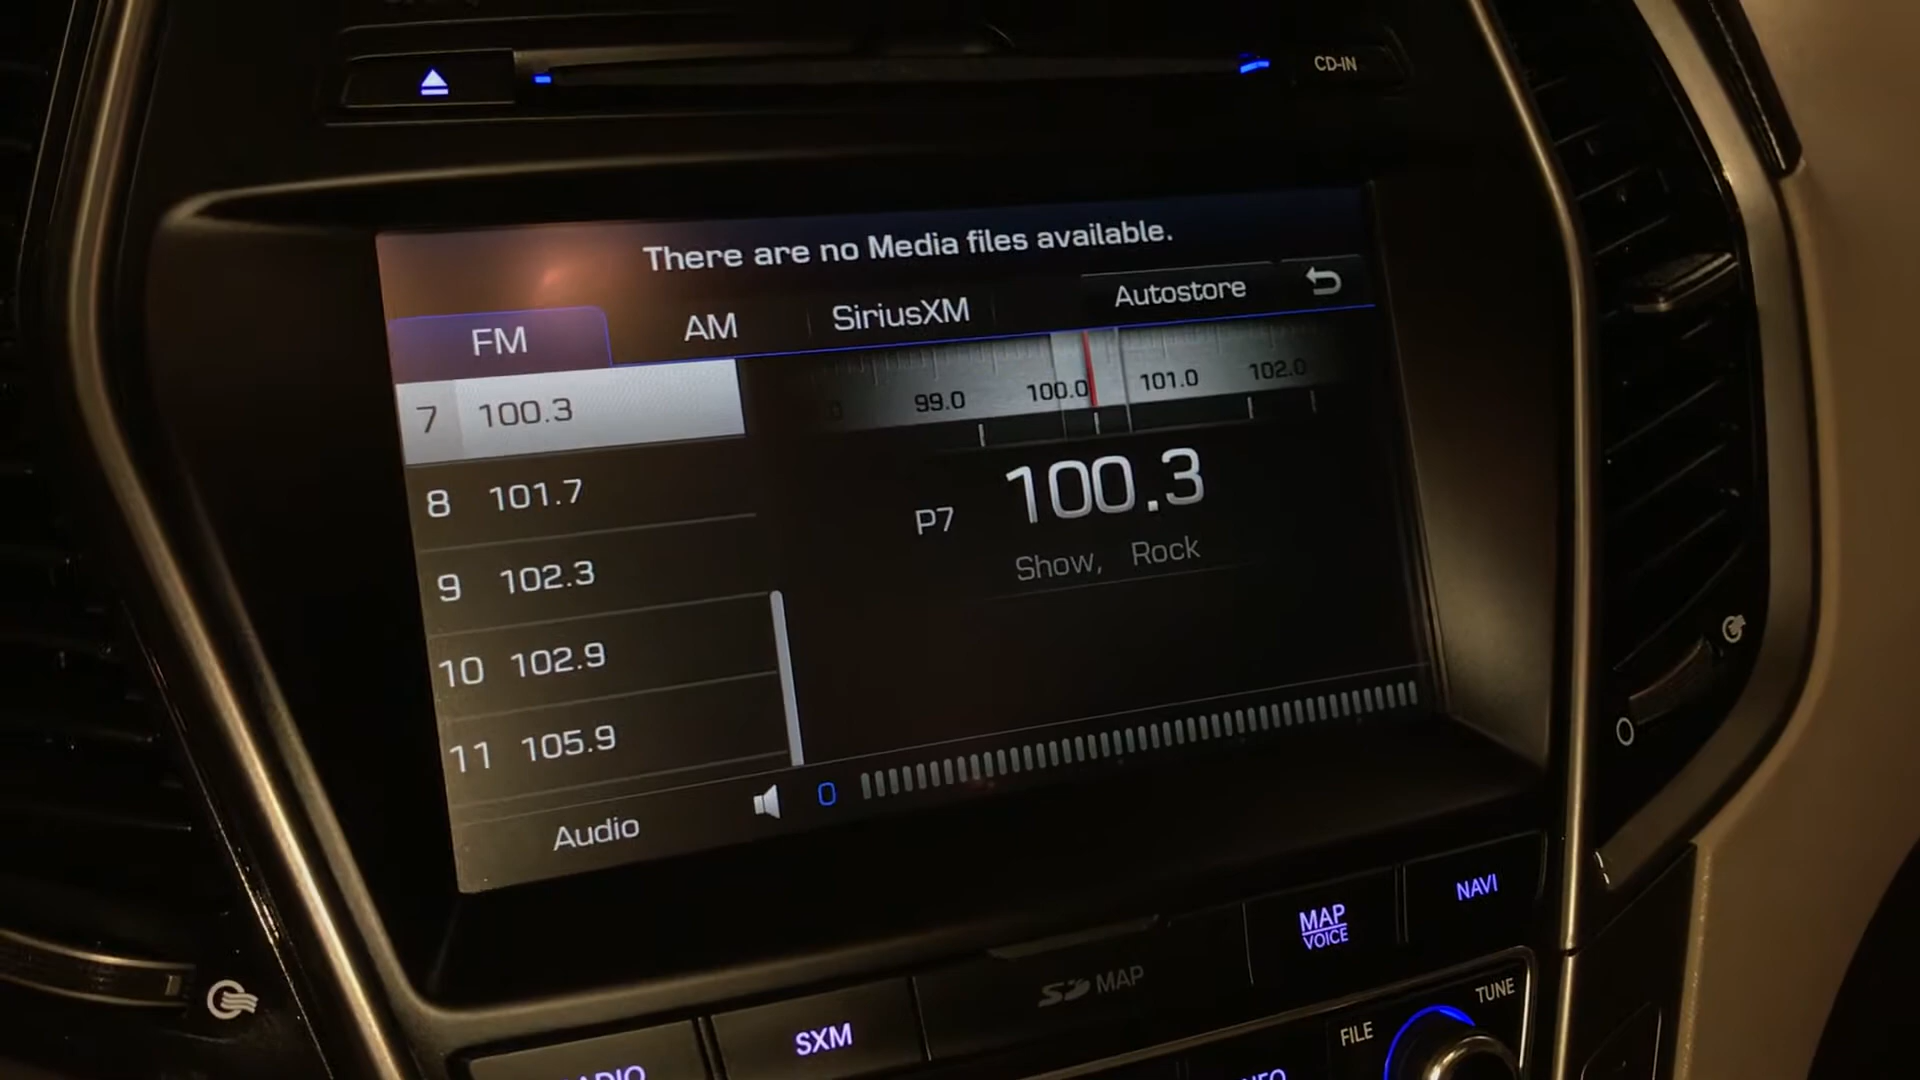 CD-IN
There are no Media files available.
FM AM SiriusXM Autostore
7 100.3
8 101.7
9 102.3
10 102.9
11 105.9
99.0 100.0 101.0 102.0
P7 100.3
Show, Rock
Audio 0
0
NAVI
MAP
VOICE
SD MAP
SXM
TUNE
FILE